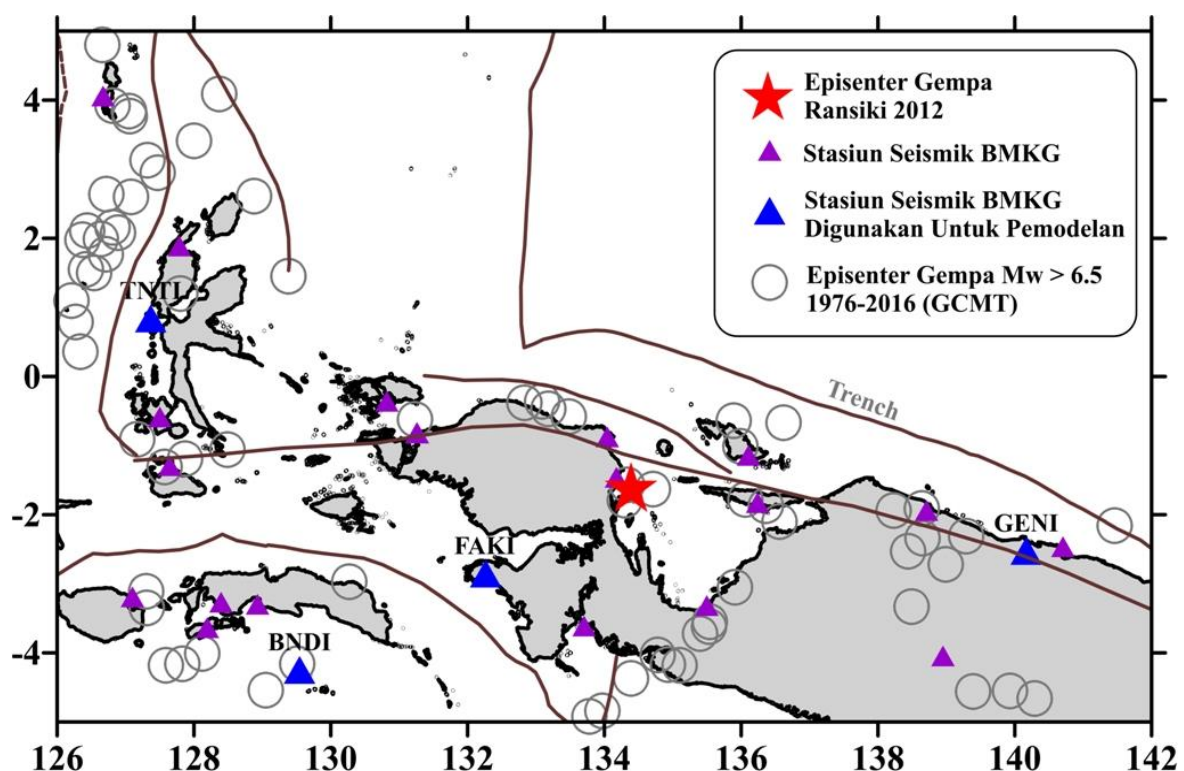 Episenter Gempa
Ransiki 2012
Stasiun Seismik BMKG
Stasiun Seismik BMKG
Digunakan Untuk Pemodelan
Episenter Gempa Mw > 6.5
1976-2016 (GCMT)
4
2
TNTI
0
Trench
-2
GENI
FAKI
BNDI
-4
126 128 130 132 134 136 138 140 142